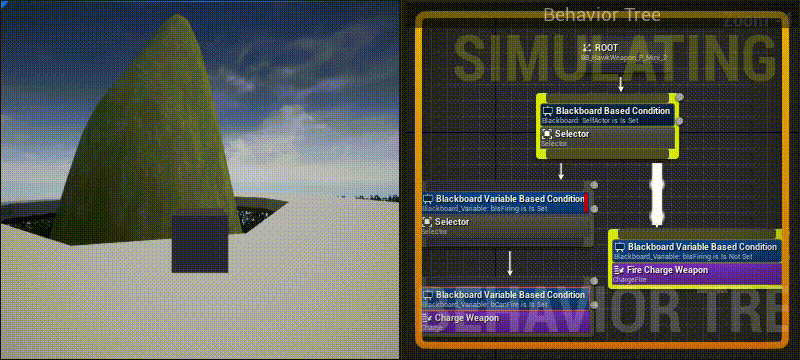 Behavior Tree
Zoom
SIMULATING
ROOT
BB_HawkWeapon_P_Mini_2
Blackboard Based Condition
Blackboard: SelfActor is Is Set
Selector
Selector
Blackboard Variable Based Condition
Blackboard_Variable: bisFiring is Is Set
Selector
Selector
Blackboard Variable Based Condition
Blackboard_Variable: bisFiring is Is Not Set
Fire Charge Weapon
ChargeFire
Blackboard Variable Based Condition
Blackboard_Variable: bCanFire is Is Set
Charge Weapon
Charge
BEHAVIOR TRE